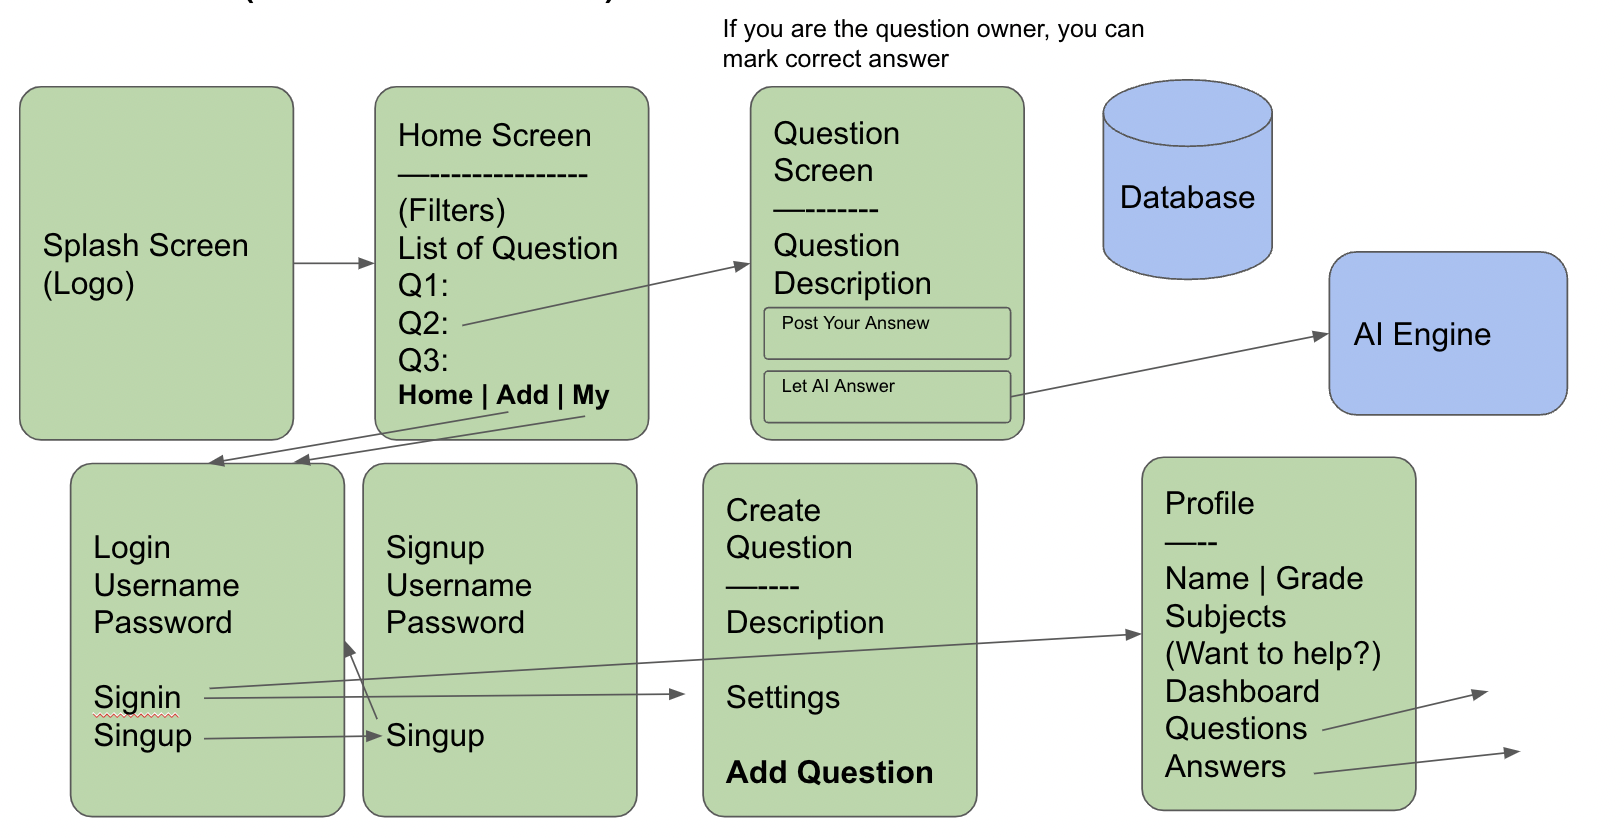 If you are the question owner, you can
mark correct answer
Splash Screen
(Logo)
Home Screen
—---------------
(Filters)
List of Question
Q1:
Q2:
Q3:
Home | Add | My
Question
Screen
—-------
Question
Description
Post Your Ansnew
Let AI Answer
Database
AI Engine
Login
Username
Password
Signin
Singup
Signup
Username
Password
Singup
Create
Question
—----
Description
Settings
Add Question
Profile
—--
Name | Grade
Subjects
(Want to help?)
Dashboard
Questions
Answers